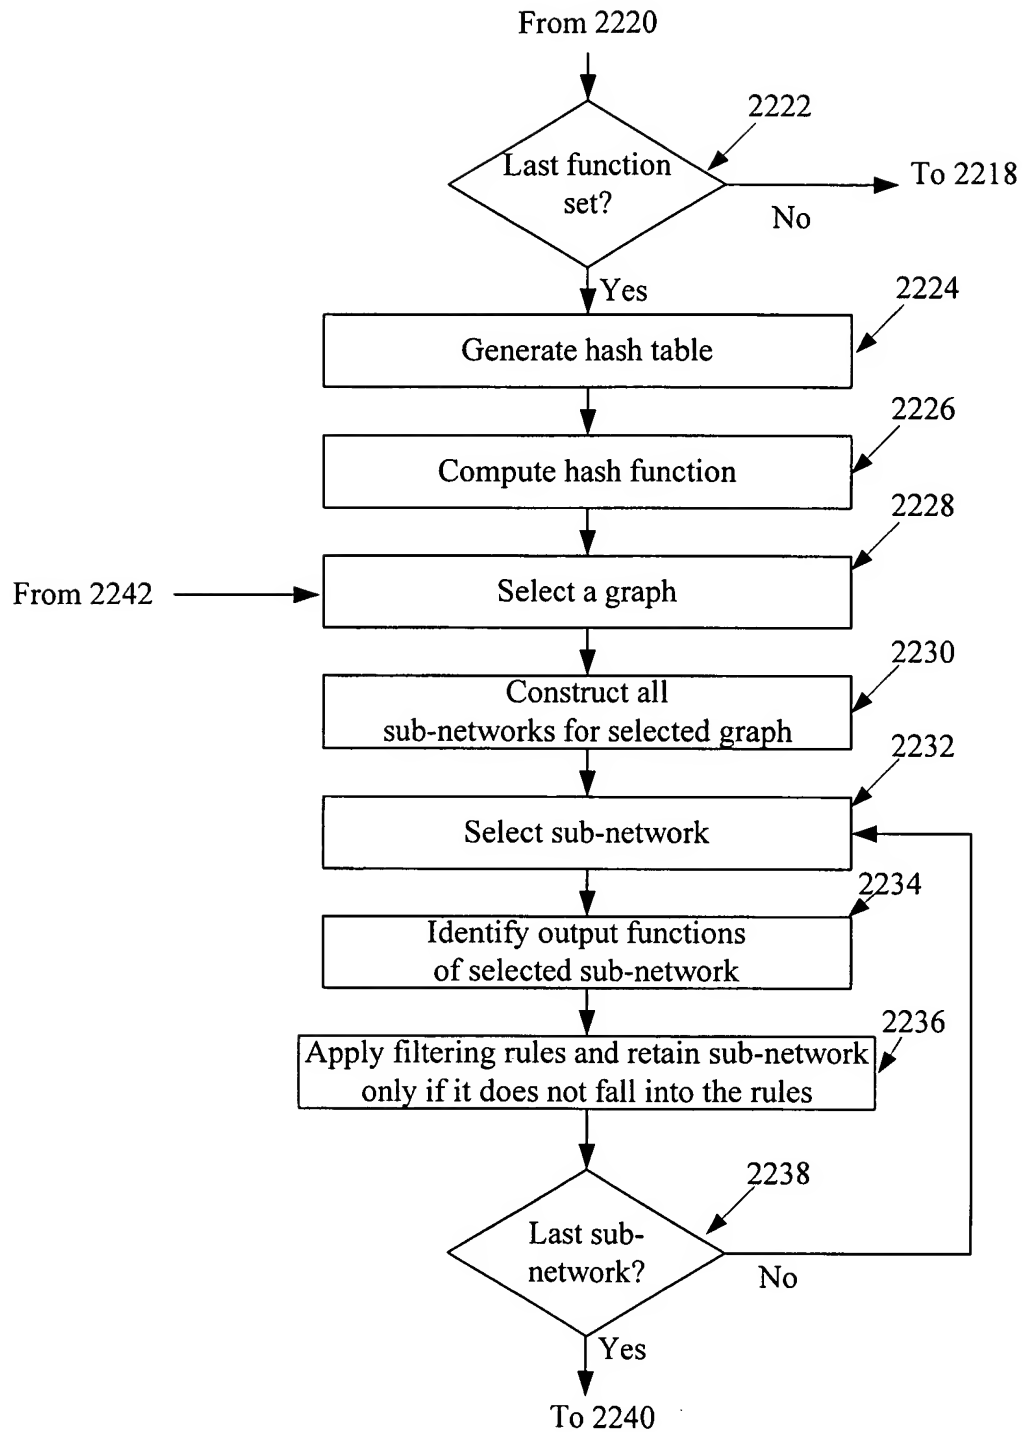 From 2220
2222
Last function
set?
To 2218
No
Yes
2224
Generate hash table
2226
Compute hash function
2228
Select a graph
From 2242
2230
Construct all
sub-networks for selected graph
2232
Select sub-network
2234
Identify output functions
of selected sub-network
2236
Apply filtering rules and retain sub-network
only if it does not fall into the rules
2238
Last sub-
network?
No
Yes
To 2240